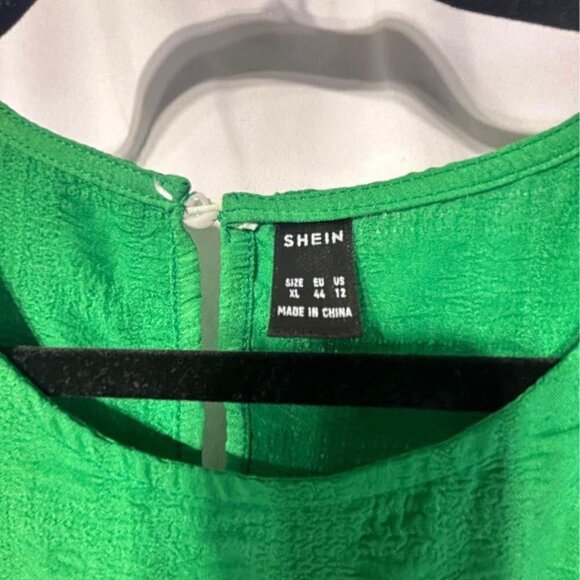 SHEIN
SIZE EU US
XL 44 12
MADE IN CHINA